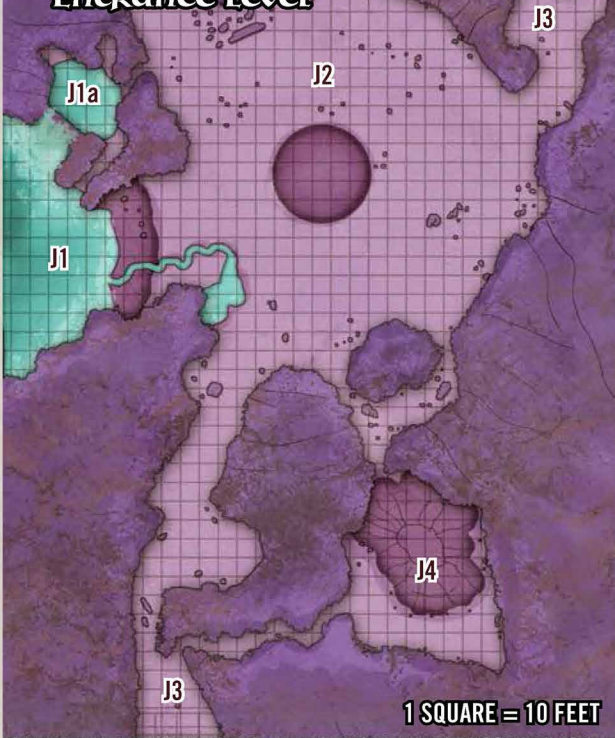 Entrance Level
J3
J2
J1a
J1
J4
J3
1 SQUARE = 10 FEET